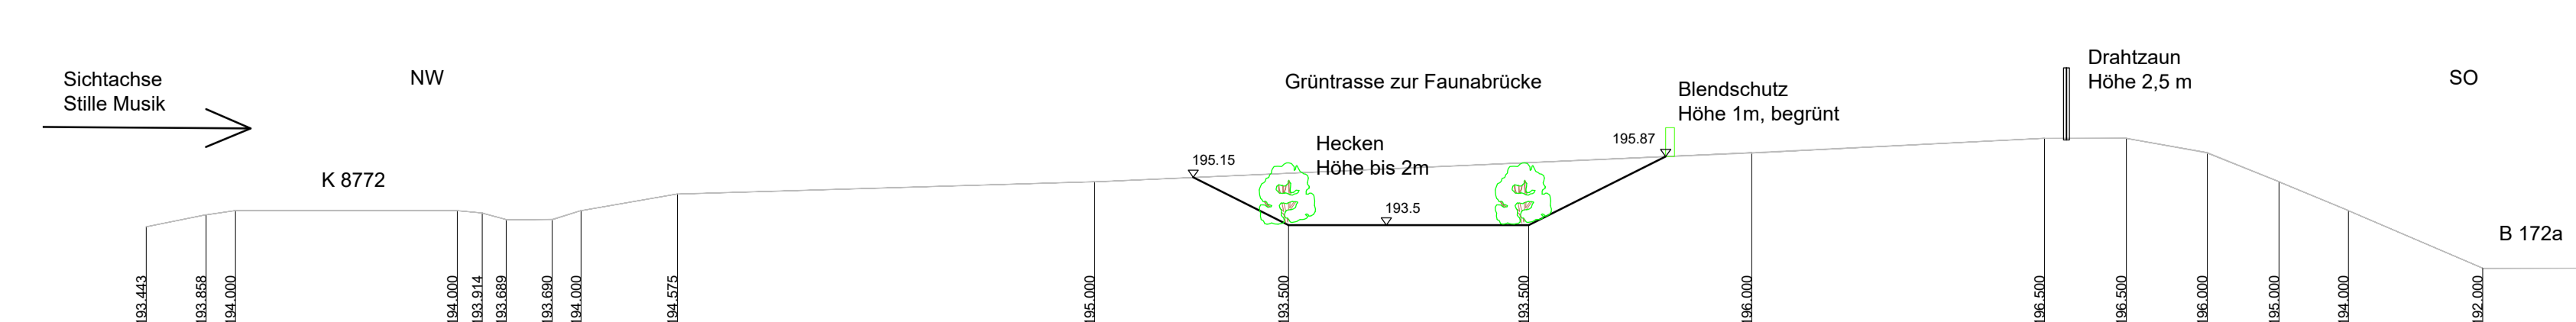 Sichtachse
Stille Musik
NW
K 8772
Grüntrasse zur Faunabrücke
Hecken
Höhe bis 2m
195.15
193.5
195.87
Blendschutz
Höhe 1m, begrünt
Drahtzaun
Höhe 2,5 m
SO
B 172a
193.443
193.858
194.000
194.000
193.914
193.689
193.690
194.000
194.575
195.000
193.500
193.500
196.000
196.500
196.500
196.000
195.000
194.000
192.000